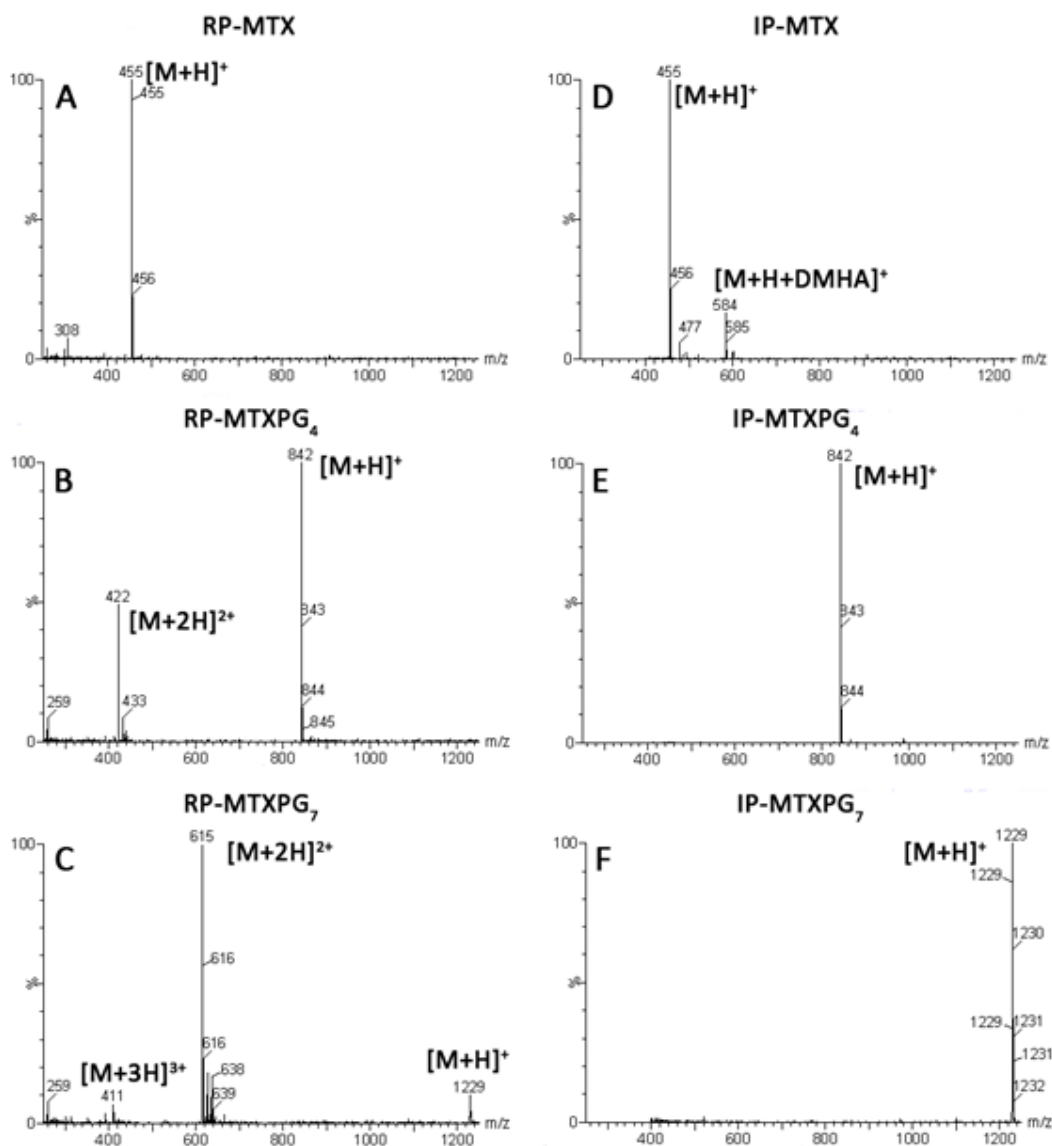 RP-MTX
A
100
%
0
455 [M+H]⁺
455
456
308
400 600 800 1000 1200 m/z
IP-MTX
D
100
%
0
455
[M+H]⁺
456
477
[M+H+DMHA]⁺
584
585
400 600 800 1000 1200 m/z
RP-MTXPG₄
B
100
%
0
842 [M+H]⁺
422
[M+2H]²⁺
843
844
845
259
433
400 600 800 1000 1200 m/z
IP-MTXPG₄
E
100
%
0
842
[M+H]⁺
843
844
400 600 800 1000 1200 m/z
RP-MTXPG₇
C
100
%
0
615
[M+2H]²⁺
616
616
638
639
[M+3H]³⁺
259
411
[M+H]⁺
1229
400 600 800 1000 1200 m/z
IP-MTXPG₇
F
100
%
0
1229
[M+H]⁺
1229
1230
1229
1231
1231
1232
400 600 800 1000 1200 m/z